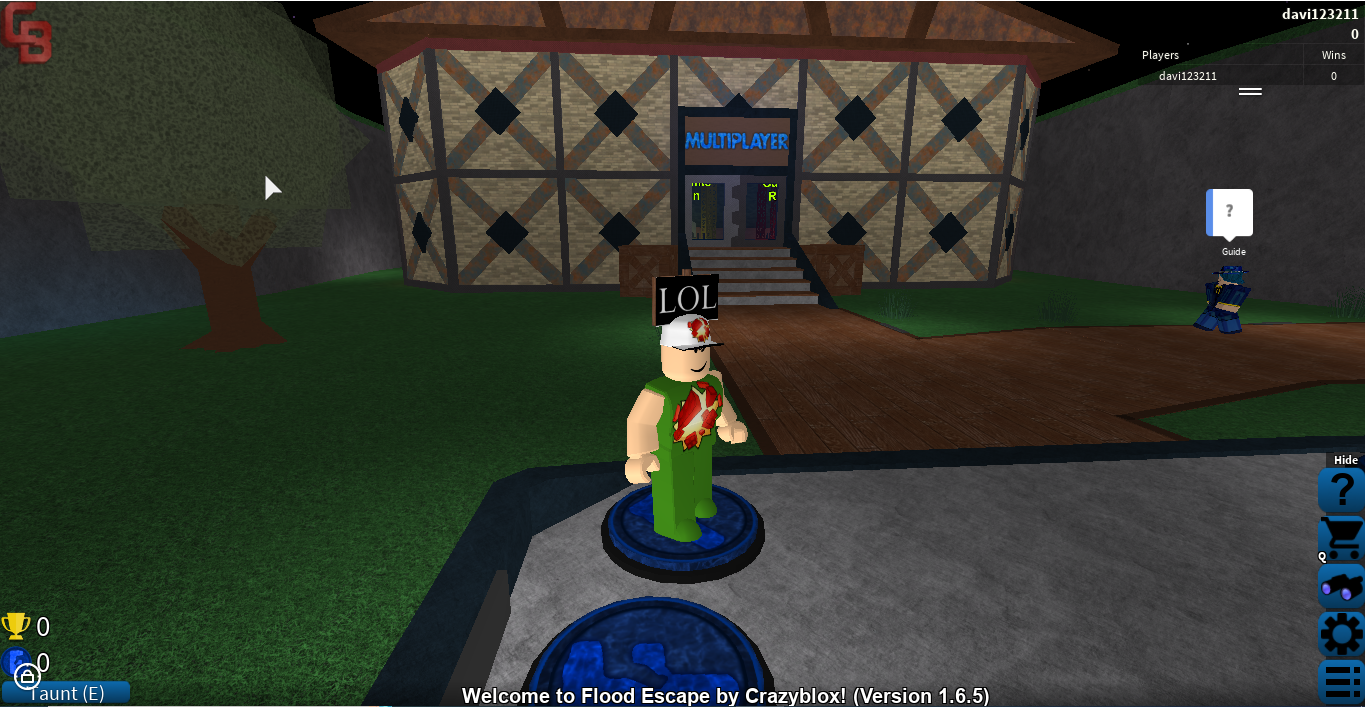 CB
davi123211
0
Players Wins
davi123211 0
MULTIPLAYER
n
R
?
Guide
LOL
Hide
?
Q
0
0
Taunt (E)
Welcome to Flood Escape by Crazyblox! (Version 1.6.5)